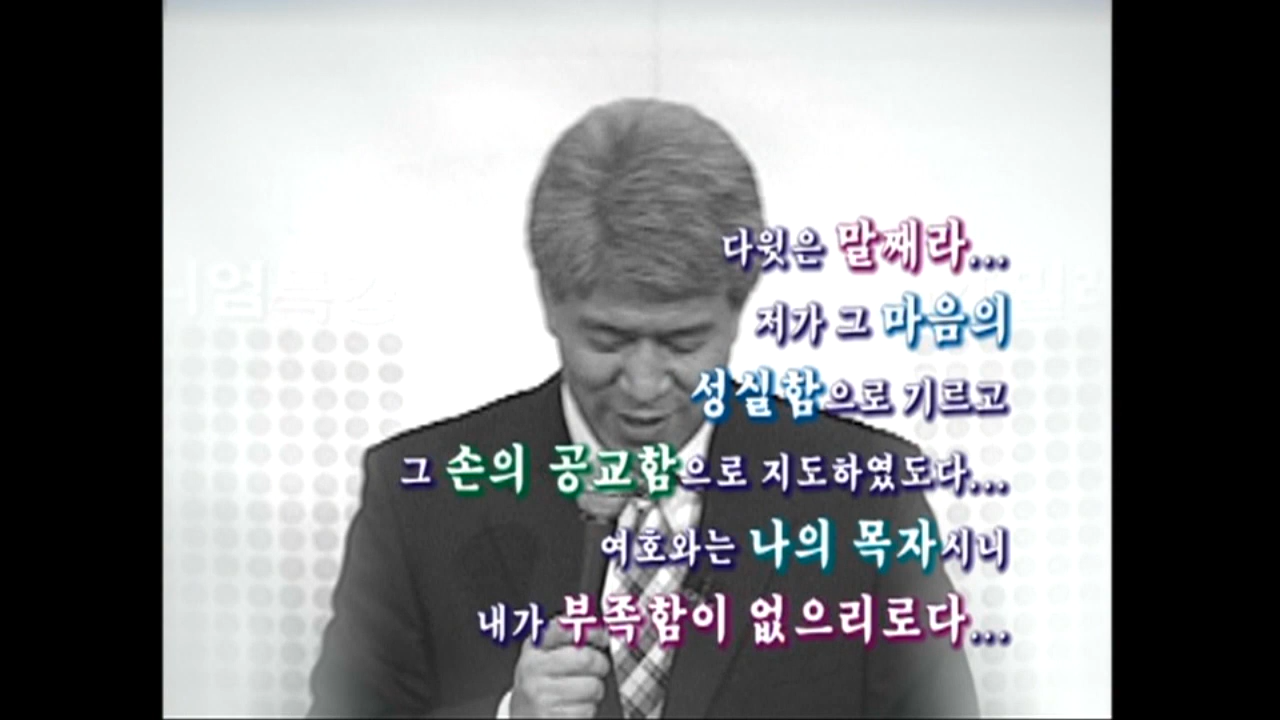 다윗은 말째라...
저가 그 마음의
성실함으로 기르고
그 손의 공교함으로 지도하였도다...
여호와는 나의 목자시니
내가 부족함이 없으리로다...